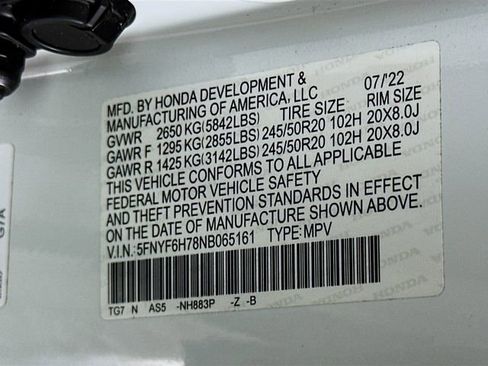 MFD. BY HONDA DEVELOPMENT & 07/'22
MANUFACTURING OF AMERICA, LLC
GVWR 2650 KG(5842LBS) TIRE SIZE RIM SIZE
GAWR F 1295 KG(2855LBS) 245/50R20 102H 20X8.0J
GAWR R 1425 KG(3142LBS) 245/50R20 102H 20X8.0J
THIS VEHICLE CONFORMS TO ALL APPLICABLE
FEDERAL MOTOR VEHICLE SAFETY
AND THEFT PREVENTION STANDARDS IN EFFECT
ON THE DATE OF MANUFACTURE SHOWN ABOVE.
V.I.N.: 5FNYF6H78NB065161 TYPE: MPV
TG7 N AS5 -NH883P -Z -B
G7A